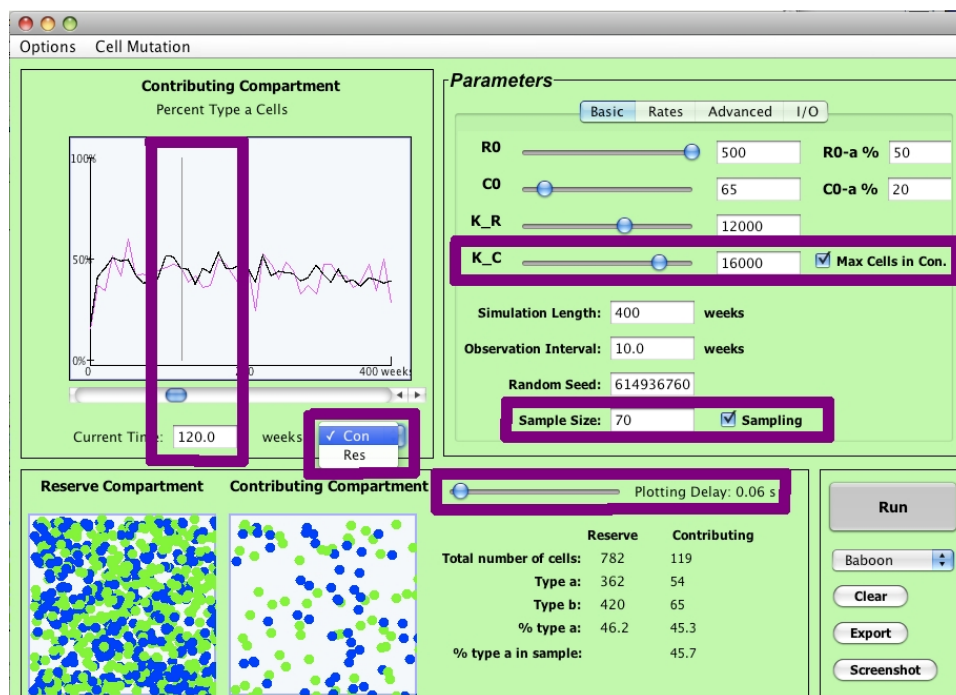 Options Cell Mutation
Contributing Compartment
Percent Type a Cells
100%
50%
0%
0
400 weeks
Current Time: 120.0 weeks
✓ Con
Res
Parameters
Basic Rates Advanced I/O
R0 500 R0-a % 50
C0 65 C0-a % 20
K_R 12000
K_C 16000 Max Cells in Con.
Simulation Length: 400 weeks
Observation Interval: 10.0 weeks
Random Seed: 614936760
Sample Size: 70 Sampling
Reserve Compartment Contributing Compartment
Plotting Delay: 0.06 s
Reserve Contributing
Total number of cells: 782 119
Type a: 362 54
Type b: 420 65
% type a: 46.2 45.3
% type a in sample: 45.7
Run
Baboon
Clear
Export
Screenshot